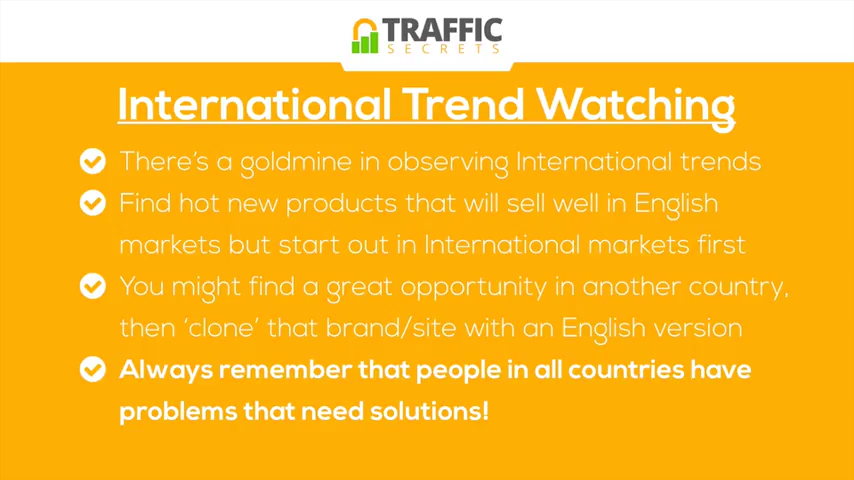 TRAFFIC
SECRETS
International Trend Watching
There's a goldmine in observing International trends
Find hot new products that will sell well in English
markets but start out in International markets first
You might find a great opportunity in another country,
then 'clone' that brand/site with an English version
Always remember that people in all countries have
problems that need solutions!